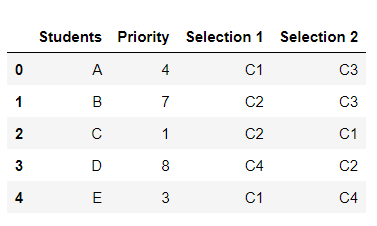 Students Priority Selection 1 Selection 2
0 A 4 C1 C3
1 B 7 C2 C3
2 C 1 C2 C1
3 D 8 C4 C2
4 E 3 C1 C4